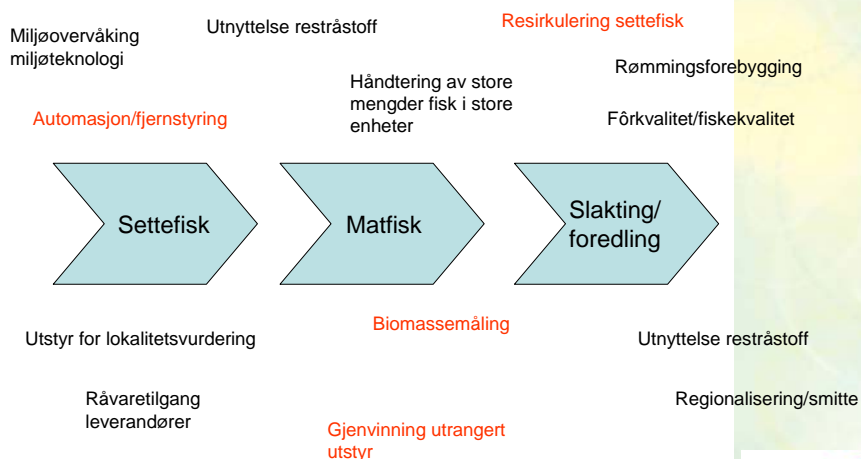 Miljøovervåking
miljøteknologi
Utnyttelse restråstoff
Resirkulering settefisk
Rømmingsforebygging
Håndtering av store
mengder fisk i store
enheter
Automasjon/fjernstyring
Fôrkvalitet/fiskekvalitet
Settefisk
Matfisk
Slakting/
foredling
Biomassemåling
Utstyr for lokalitetsvurdering
Utnyttelse restråstoff
Råvaretilgang
leverandører
Regionalisering/smitte
Gjenvinning utrangert
utstyr